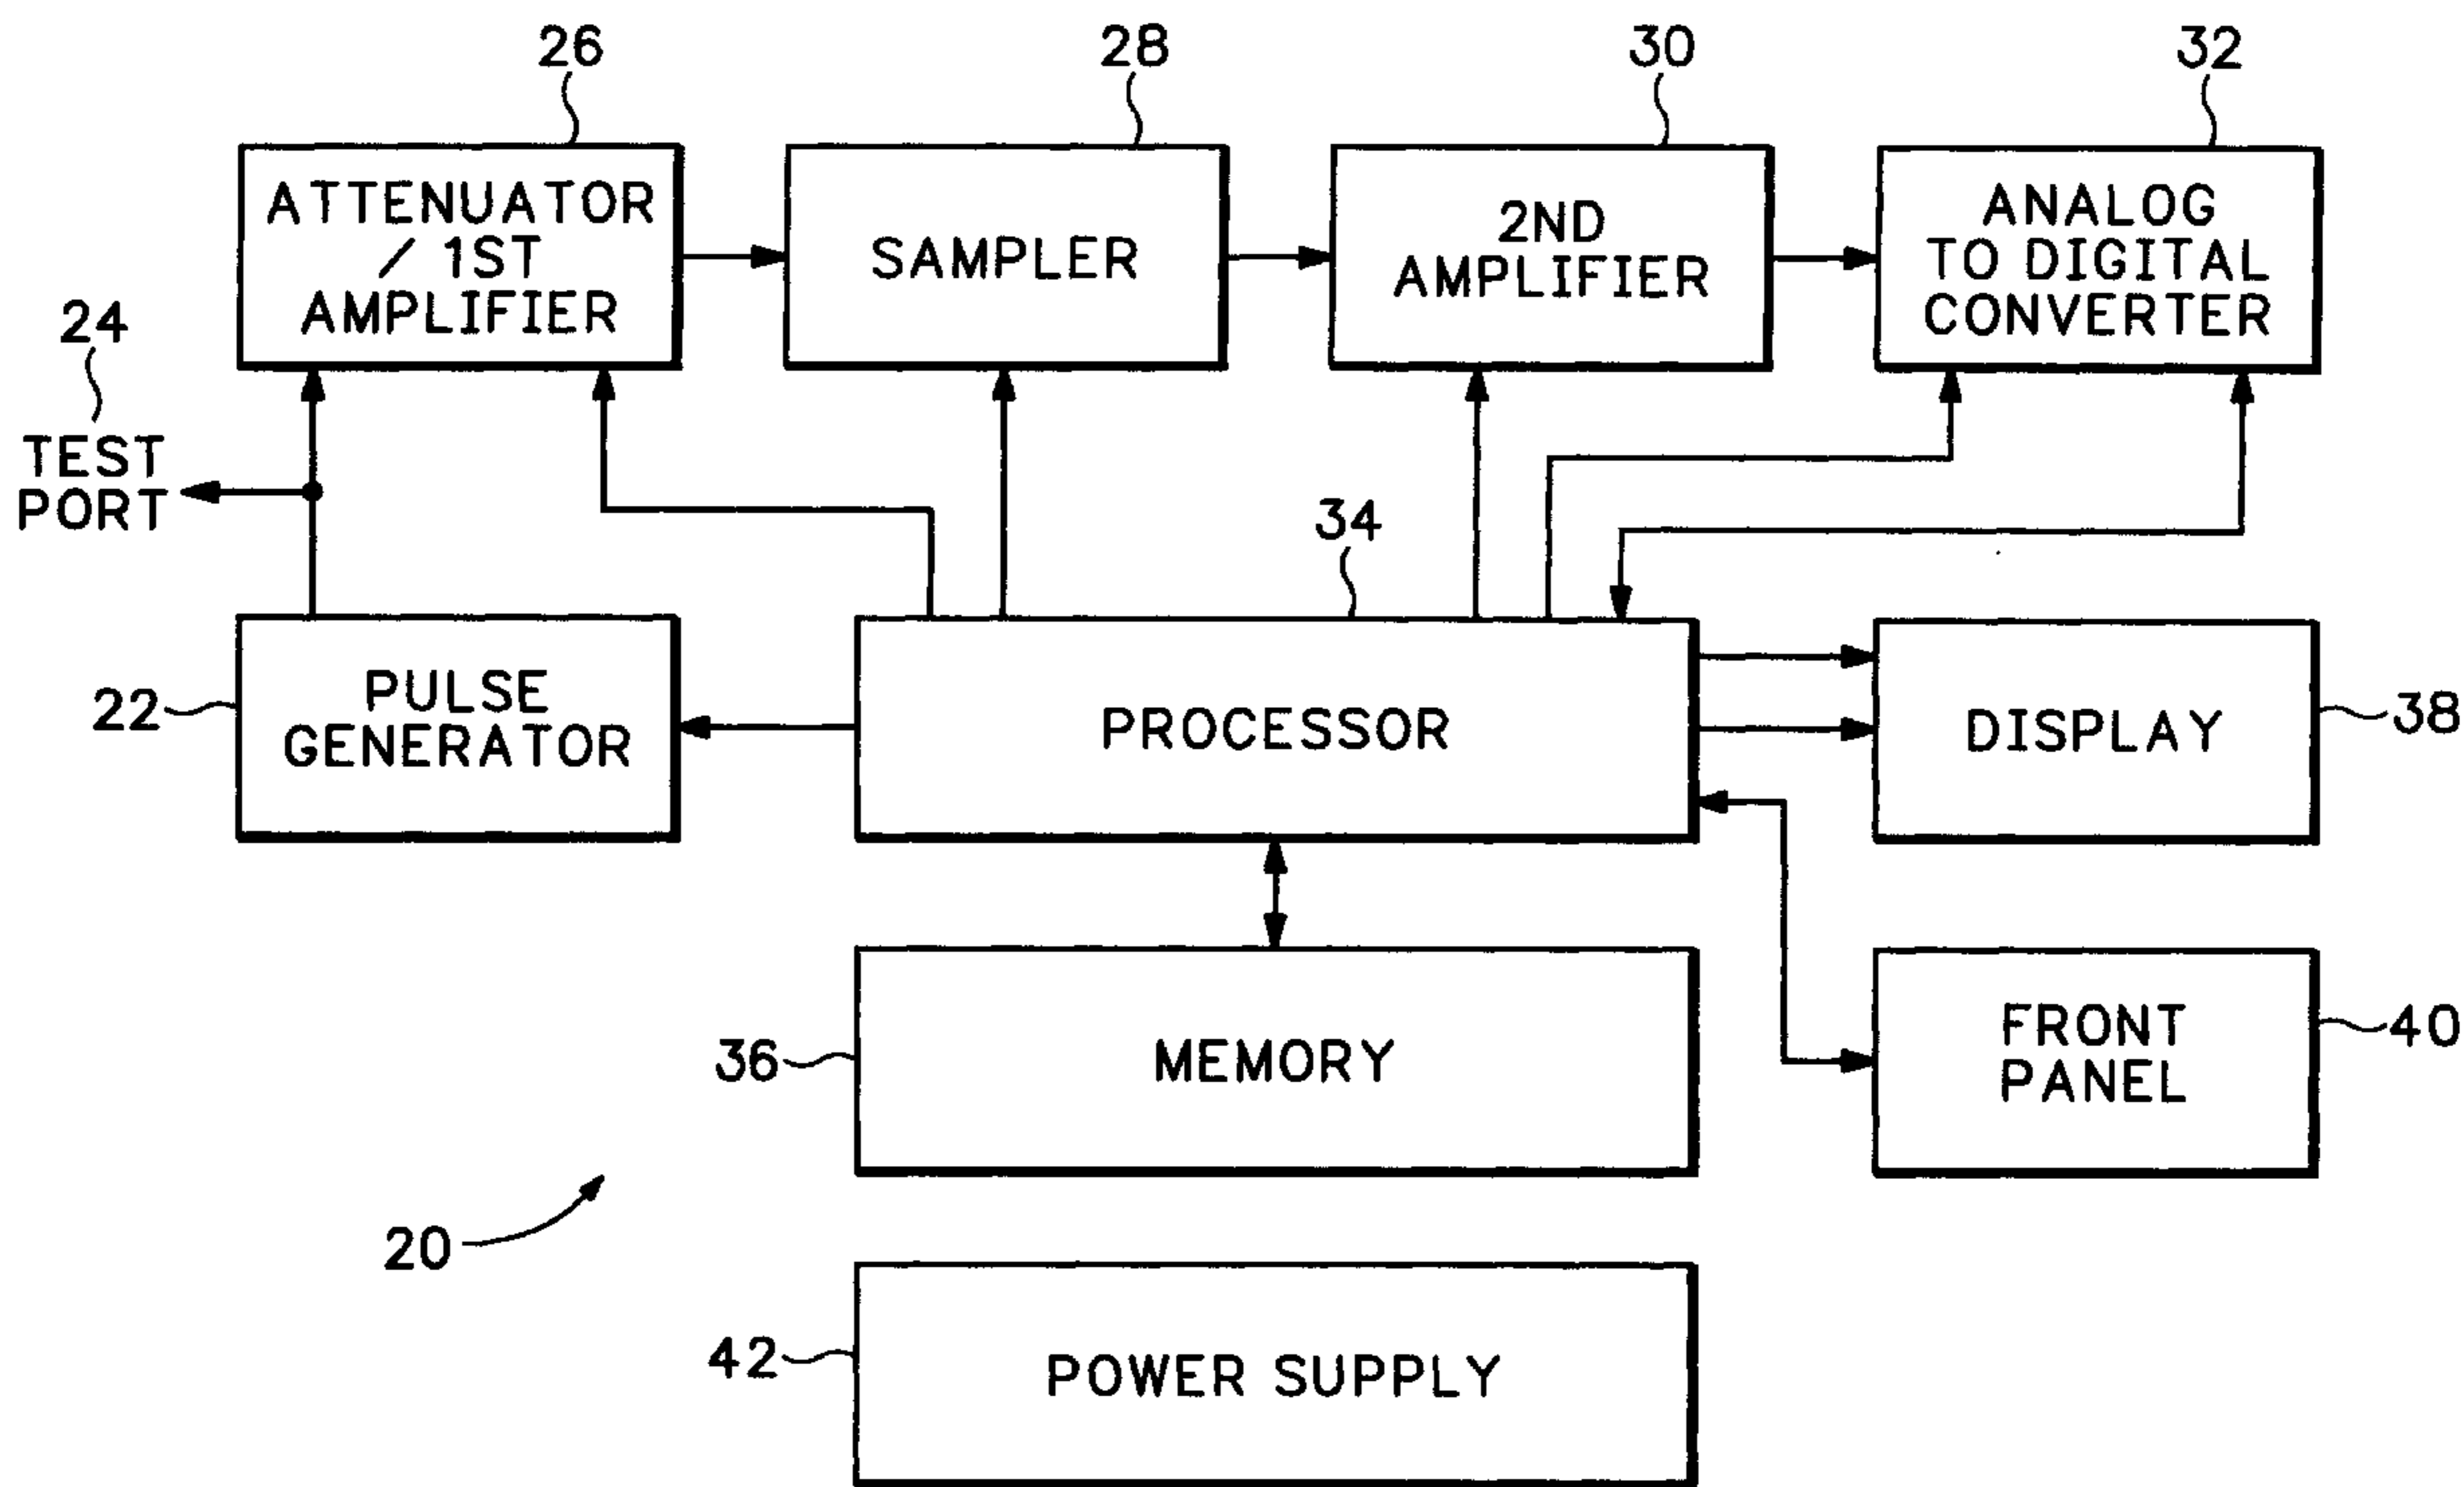 26
28
30
32
ATTENUATOR
/ 1ST
AMPLIFIER
SAMPLER
2ND
AMPLIFIER
ANALOG
TO DIGITAL
CONVERTER
24
TEST
PORT
34
22
PULSE
GENERATOR
PROCESSOR
DISPLAY
38
36
MEMORY
FRONT
PANEL
40
20
42
POWER SUPPLY